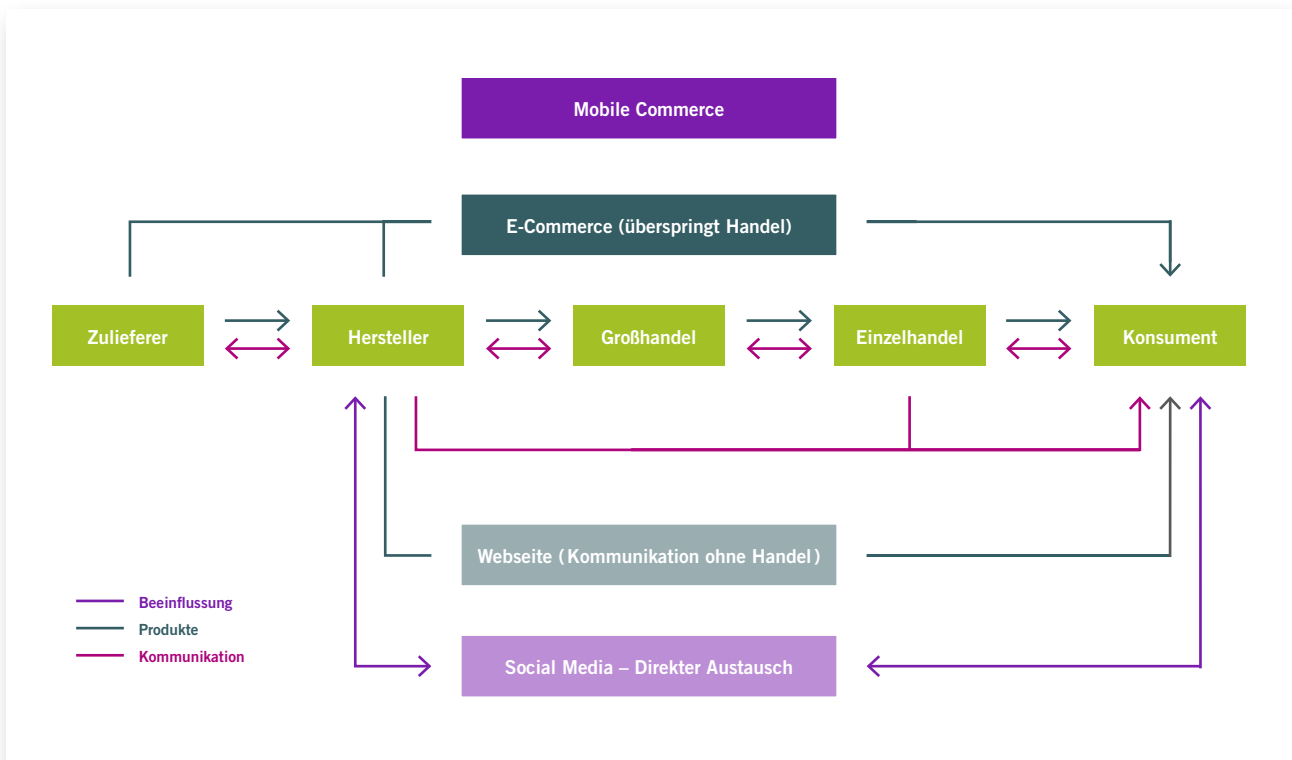 Mobile Commerce
E-Commerce (überspringt Handel)
Zulieferer
Hersteller
Großhandel
Einzelhandel
Konsument
Webseite (Kommunikation ohne Handel)
Beeinflussung
Produkte
Kommunikation
Social Media – Direkter Austausch